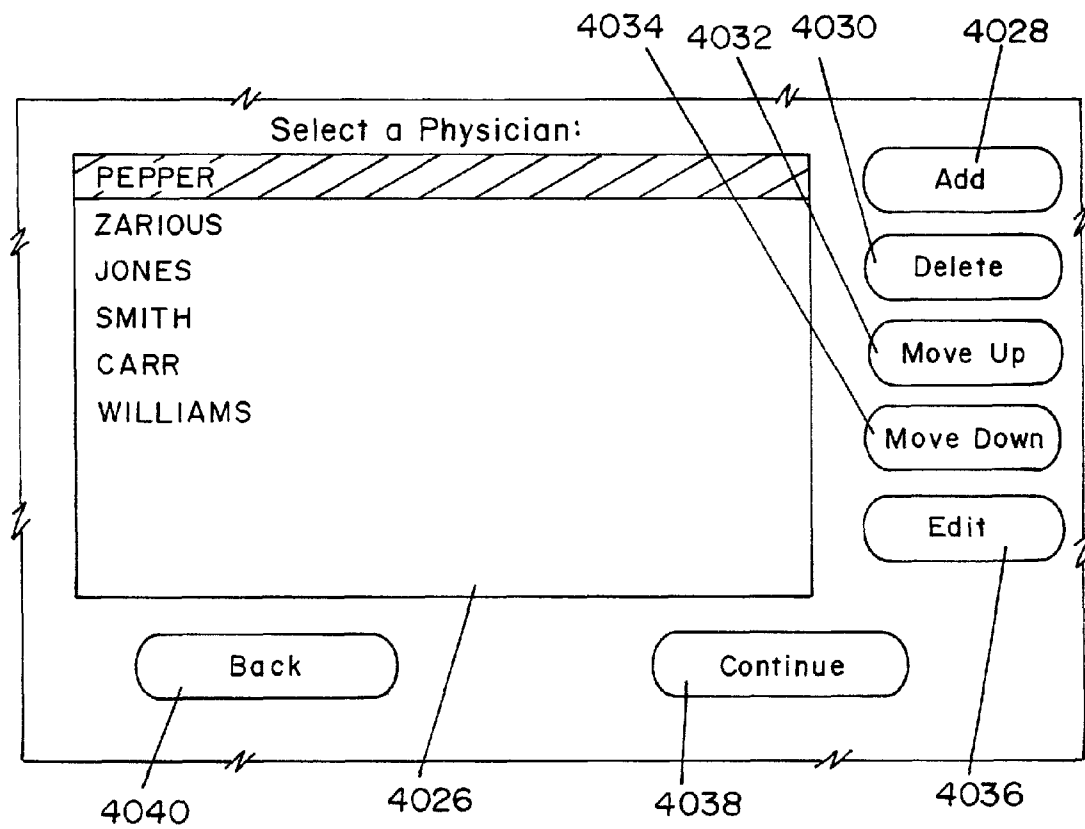 4034 4032 4030 4028
Select a Physician:
PEPPER
ZARIOUS
JONES
SMITH
CARR
WILLIAMS
Add
Delete
Move Up
Move Down
Edit
Back
Continue
4040 4026 4038 4036